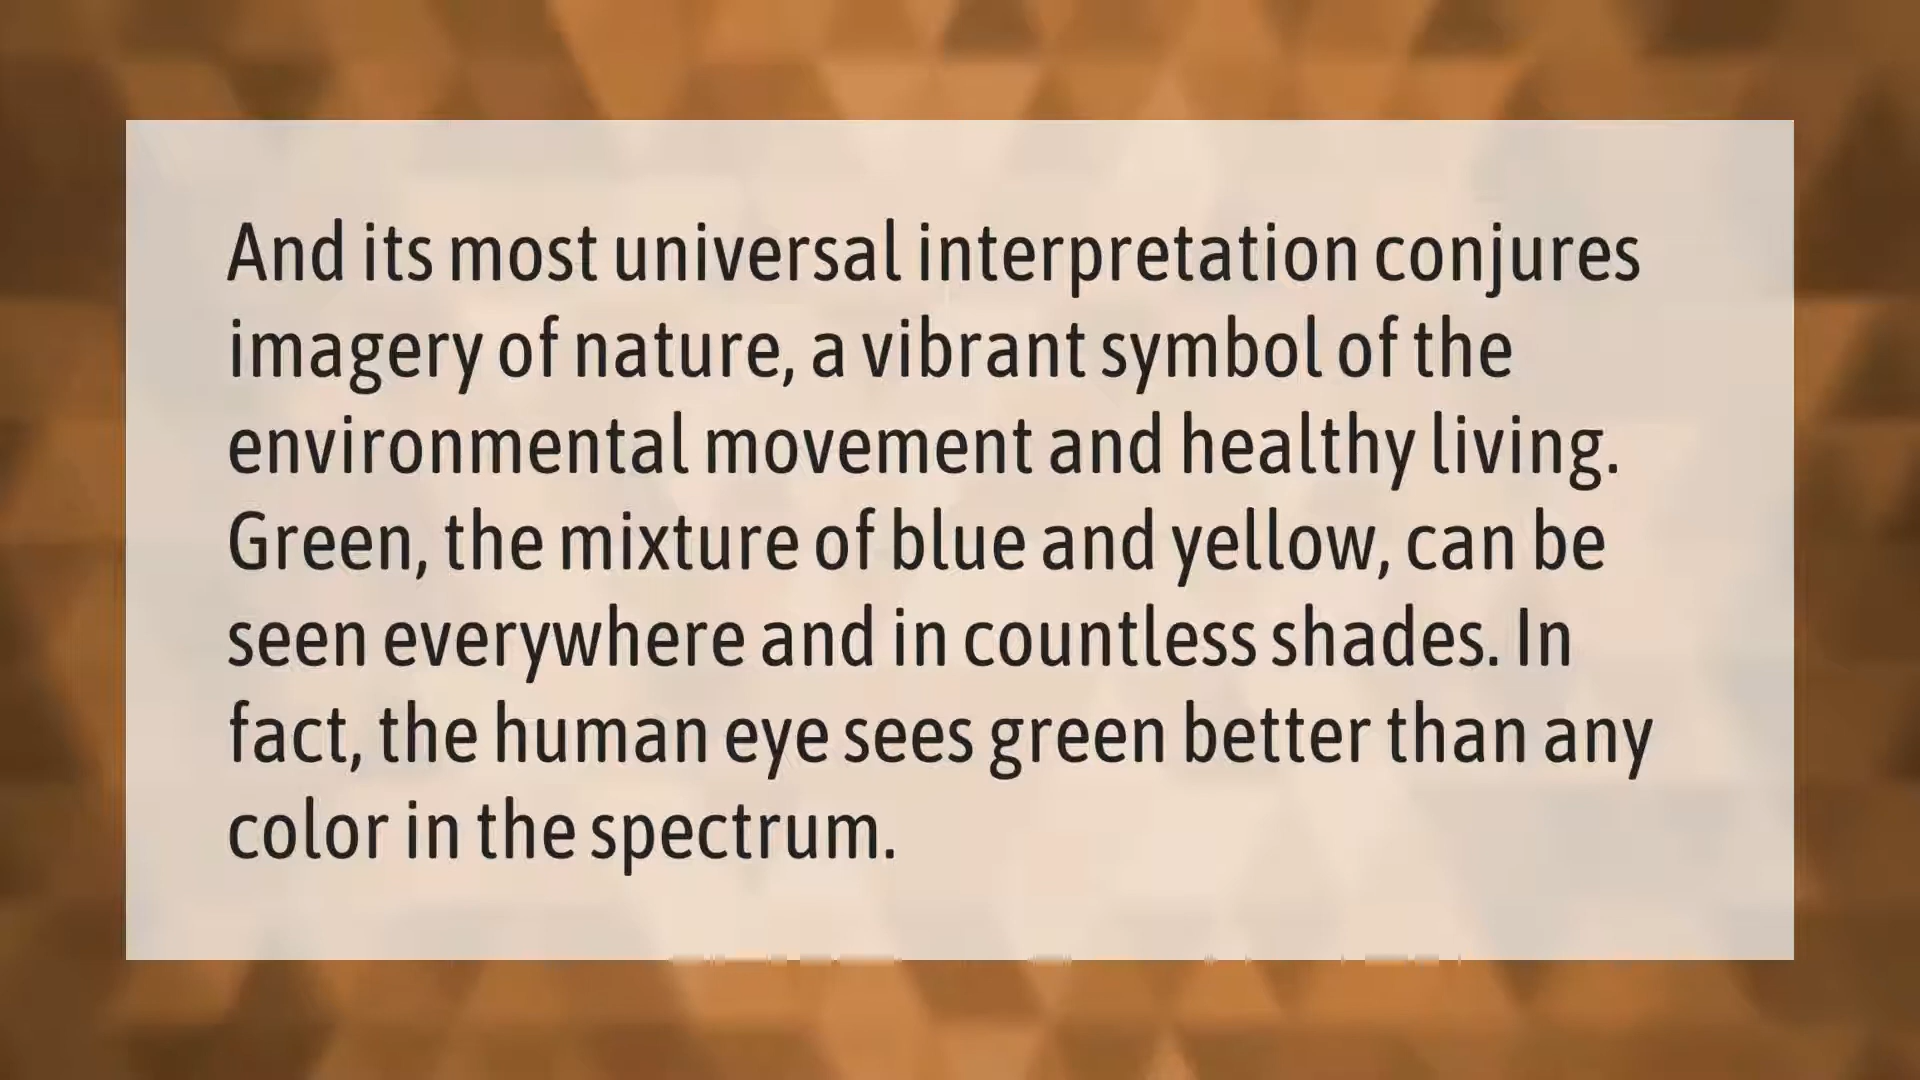 And its most universal interpretation conjures
imagery of nature, a vibrant symbol of the
environmental movement and healthy living.
Green, the mixture of blue and yellow, can be
seen everywhere and in countless shades. In
fact, the human eye sees green better than any
color in the spectrum.